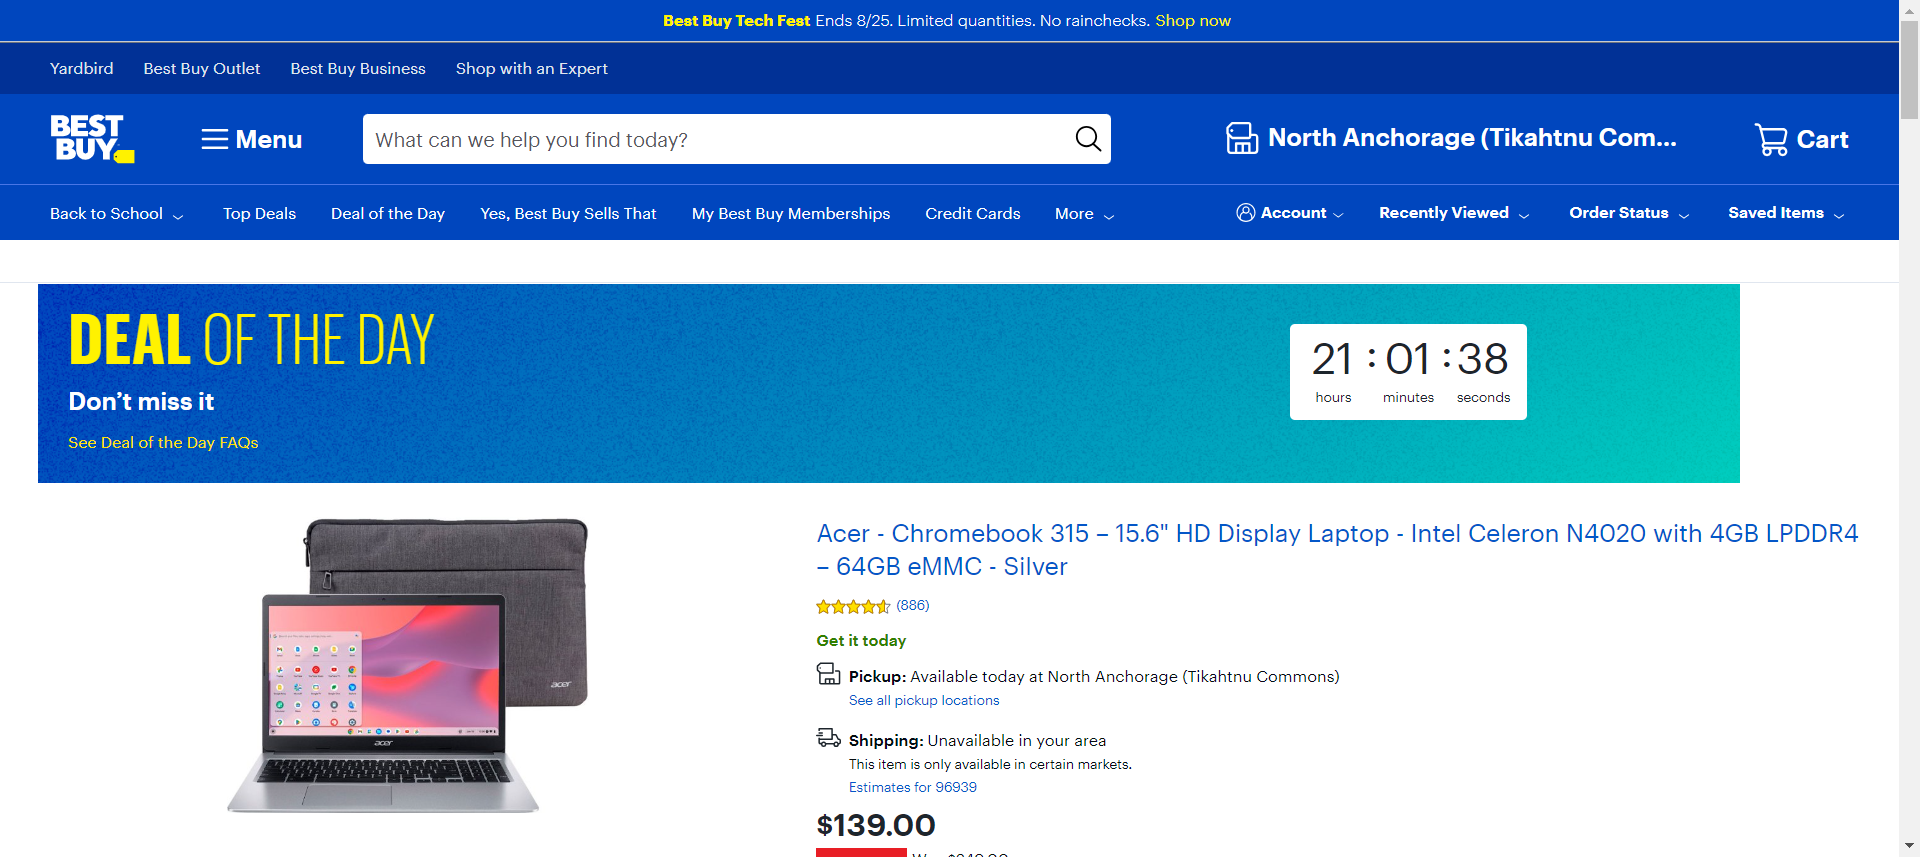 Best Buy Tech Fest Ends 8/25. Limited quantities. No rainchecks. Shop now
Yardbird Best Buy Outlet Best Buy Business Shop with an Expert
BEST BUY
Menu
What can we help you find today?
North Anchorage (Tikahtnu Com...
Cart
Back to School Top Deals Deal of the Day Yes, Best Buy Sells That My Best Buy Memberships Credit Cards More
Account Recently Viewed Order Status Saved Items
DEAL OF THE DAY
Don’t miss it
See Deal of the Day FAQs
21 : 01 : 38
hours minutes seconds
acer
acer
Acer - Chromebook 315 – 15.6" HD Display Laptop - Intel Celeron N4020 with 4GB LPDDR4
– 64GB eMMC - Silver
(886)
Get it today
Pickup: Available today at North Anchorage (Tikahtnu Commons)
See all pickup locations
Shipping: Unavailable in your area
This item is only available in certain markets.
Estimates for 96939
$139.00